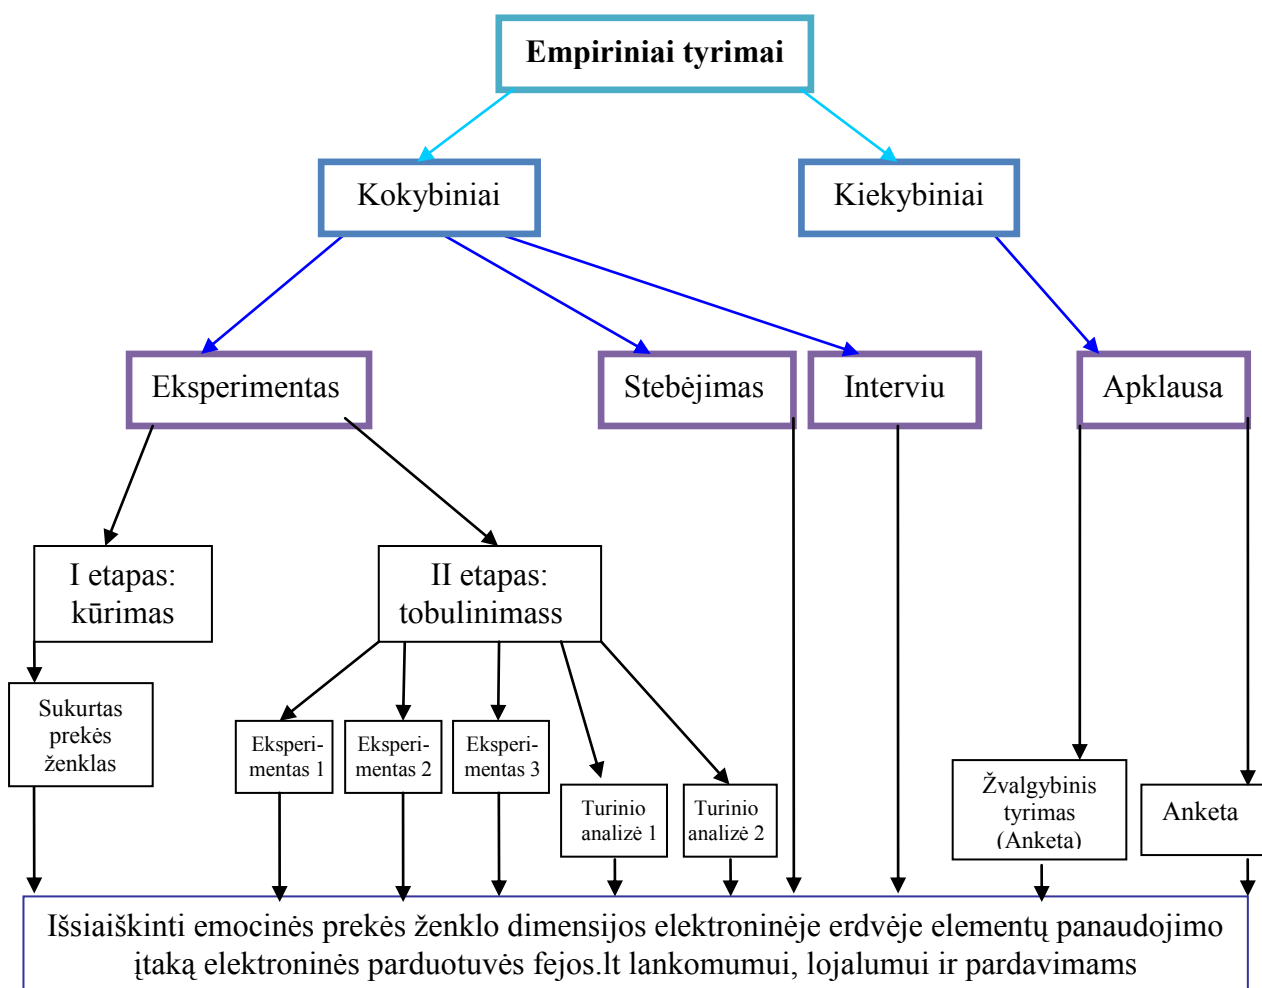 Empiriniai tyrimai
Kokybiniai
Kiekybiniai
Eksperimentas
Stebėjimas
Interviu
Apklausa
I etapas:
kūrimas
II etapas:
tobulinimass
Sukurtas
prekės
ženklas
Eksperi-
mentas 1
Eksperi-
mentas 2
Eksperi-
mentas 3
Turinio
analizė 1
Turinio
analizė 2
Žvalgybinis
tyrimas
(Anketa)
Anketa
Išsiaiškinti emocinės prekės ženklo dimensijos elektroninėje erdvėje elementų panaudojimo
įtaką elektroninės parduotuvės fejos.lt lankomumui, lojalumui ir pardavimams